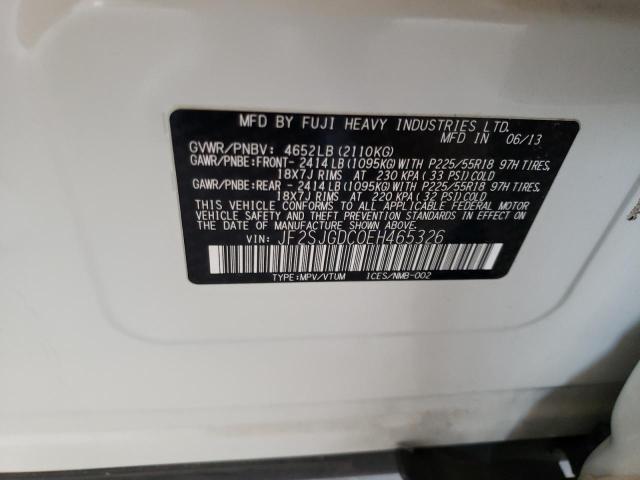 MFD BY FUJI HEAVY INDUSTRIES LTD.
MFD IN 06/13
GVWR/PNBV: 4652LB(2110KG)
GAWR/PNBE:FRONT- 2414LB(1095KG)WITH P225/55R18 97H TIRES,
18X7J RIMS AT 230 KPA(33 PSI)COLD
GAWR/PNBE:REAR - 2414LB(1095KG)WITH P225/55R18 97H TIRES,
18X7J RIMS AT 220 KPA(32 PSI)COLD
THIS VEHICLE CONFORMS TO ALL APPLICABLE FEDERAL MOTOR
VEHICLE SAFETY AND THEFT PREVENTION STANDARDS IN EFFECT ON
THE DATE OF MANUFACTURE SHOWN ABOVE.
VIN: JF2SJGDC0EH465326
TYPE:MPV/VTUM ICES/NMB-002